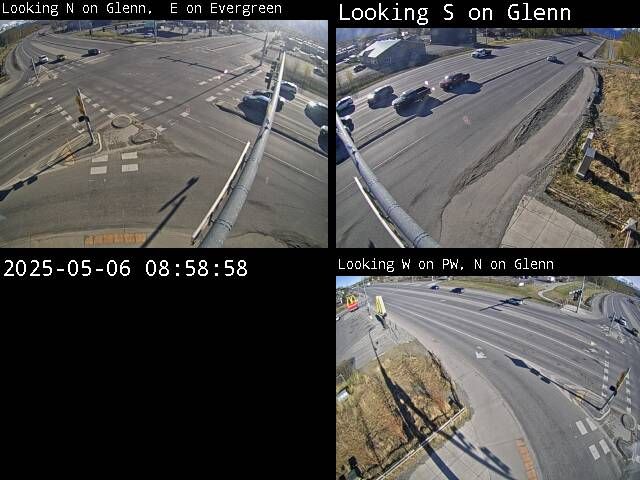 Looking N on Glenn,  E on Evergreen
Looking S on Glenn
2025-05-06 08:58:58
Looking W on PW, N on Glenn